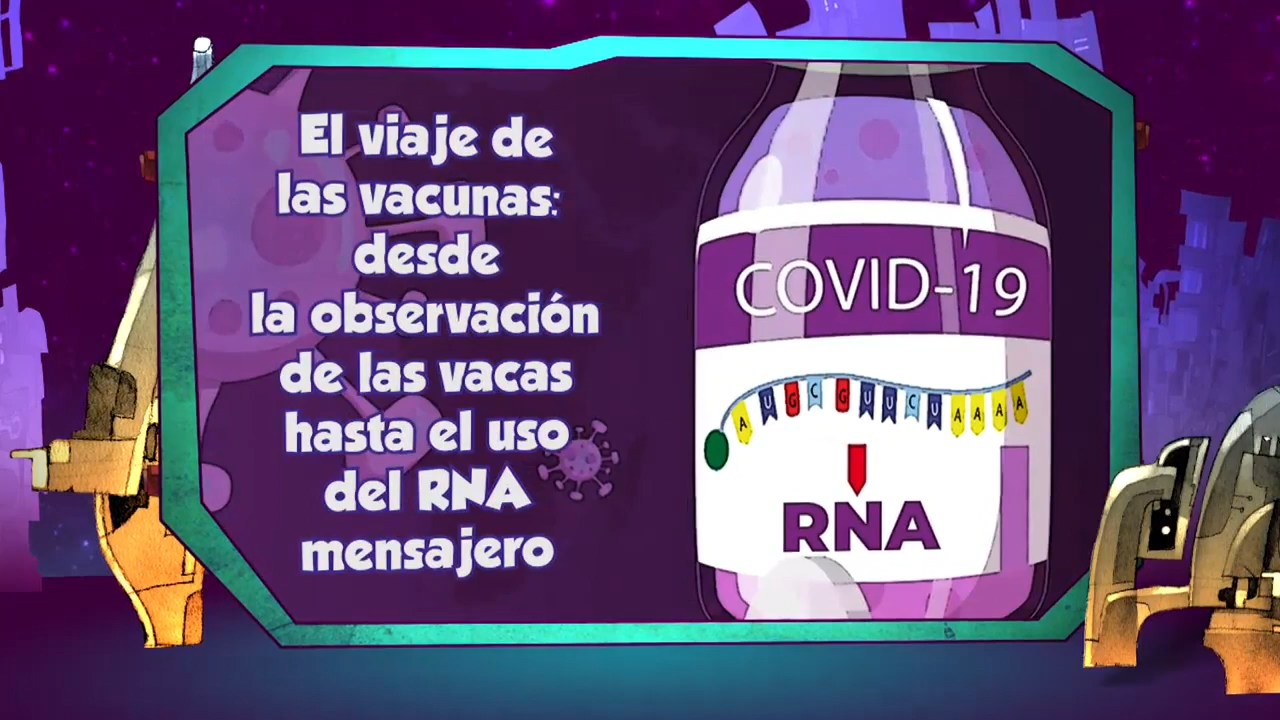 El viaje de
las vacunas:
desde
la observación
de las vacas
hasta el uso
del RNA
mensajero
COVID-19
A U G C G U U C U A A A A
RNA